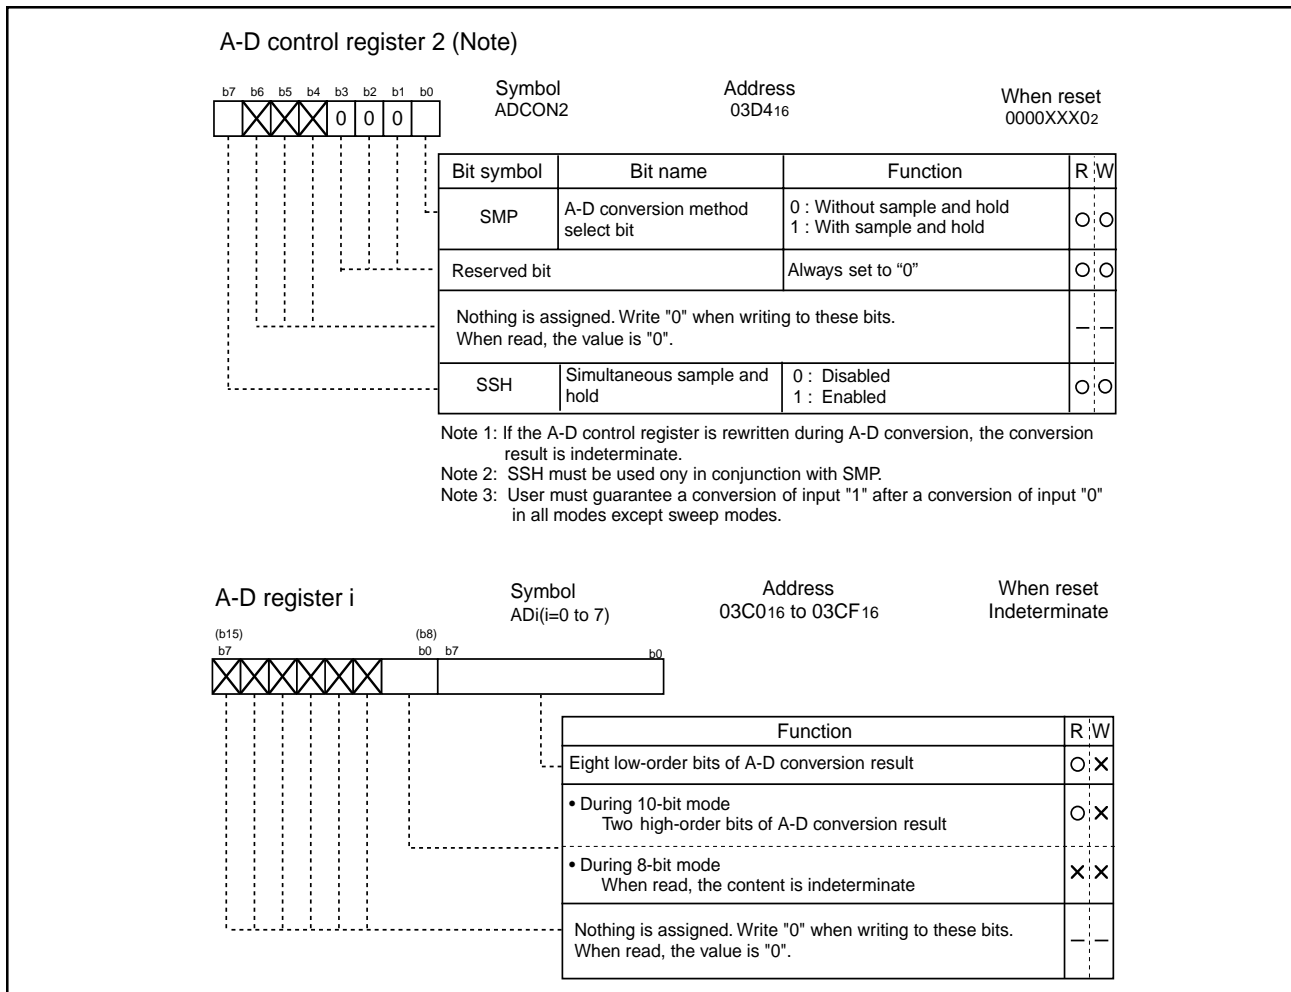 A-D control register 2 (Note)
b7 b6 b5 b4 b3 b2 b1 b0
0 0 0
Symbol Address When reset
ADCON2 03D416 0000XXX02
Bit symbol Bit name Function R W
SMP A-D conversion method select bit 0 : Without sample and hold
1 : With sample and hold
Reserved bit Always set to “0”
Nothing is assigned. Write "0" when writing to these bits.
When read, the value is "0".
SSH Simultaneous sample and hold 0 : Disabled
1 : Enabled
Note 1: If the A-D control register is rewritten during A-D conversion, the conversion
result is indeterminate.
Note 2: SSH must be used ony in conjunction with SMP.
Note 3: User must guarantee a conversion of input "1" after a conversion of input "0"
in all modes except sweep modes.
A-D register i
Symbol Address When reset
ADi(i=0 to 7) 03C016 to 03CF16 Indeterminate
(b15) (b8)
b7 b0 b7 b0
Function R W
Eight low-order bits of A-D conversion result
• During 10-bit mode
Two high-order bits of A-D conversion result
• During 8-bit mode
When read, the content is indeterminate
Nothing is assigned. Write "0" when writing to these bits.
When read, the value is "0".